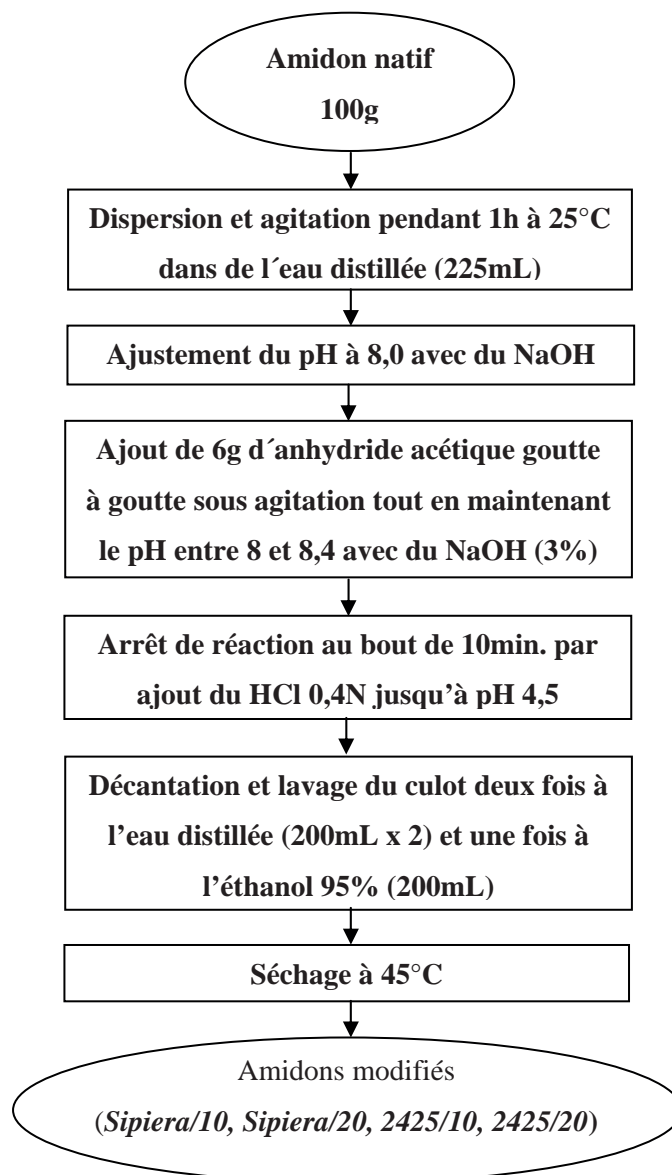 Amidon natif
100g
Dispersion et agitation pendant 1h à 25°C
dans de l´eau distillée (225mL)
Ajustement du pH à 8,0 avec du NaOH
Ajout de 6g d´anhydride acétique goutte
à goutte sous agitation tout en maintenant
le pH entre 8 et 8,4 avec du NaOH (3%)
Arrêt de réaction au bout de 10min. par
ajout du HCl 0,4N jusqu’à pH 4,5
Décantation et lavage du culot deux fois à
l’eau distillée (200mL x 2) et une fois à
l’éthanol 95% (200mL)
Séchage à 45°C
Amidons modifiés
(Sipiera/10, Sipiera/20, 2425/10, 2425/20)